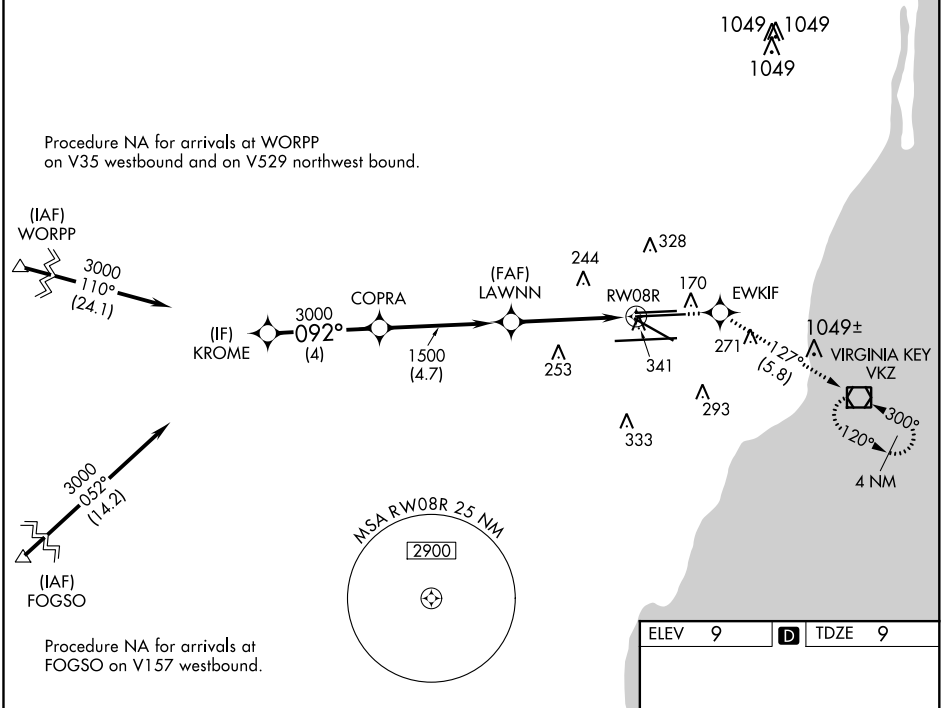 1049 1049
1049
Procedure NA for arrivals at WORPP
on V35 westbound and on V529 northwest bound.
(IAF)
WORPP
3000
110°
(24.1)
(IF)
KROME
3000
092°
(4)
COPRA
1500
(4.7)
(FAF)
LAWNN
244
328
253
RW08R
170
EWKIF
341
271
293
333
127°
(5.8)
1049±
VIRGINIA KEY
VKZ
300°
120°
4 NM
3000
052°
(14.2)
(IAF)
FOGSO
MSA RW08R 25 NM
2900
Procedure NA for arrivals at
FOGSO on V157 westbound.
ELEV 9 D TDZE 9